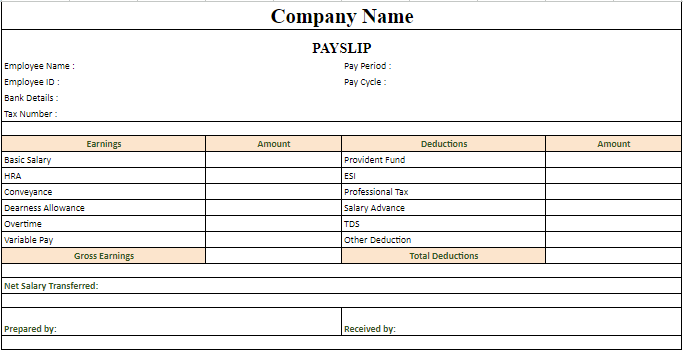 Company Name
PAYSLIP
Employee Name : Pay Period :
Employee ID : Pay Cycle :
Bank Details :
Tax Number :
Earnings Amount Deductions Amount
Basic Salary Provident Fund
HRA ESI
Conveyance Professional Tax
Dearness Allowance Salary Advance
Overtime TDS
Variable Pay Other Deduction
Gross Earnings Total Deductions
Net Salary Transferred:
Prepared by: Received by: